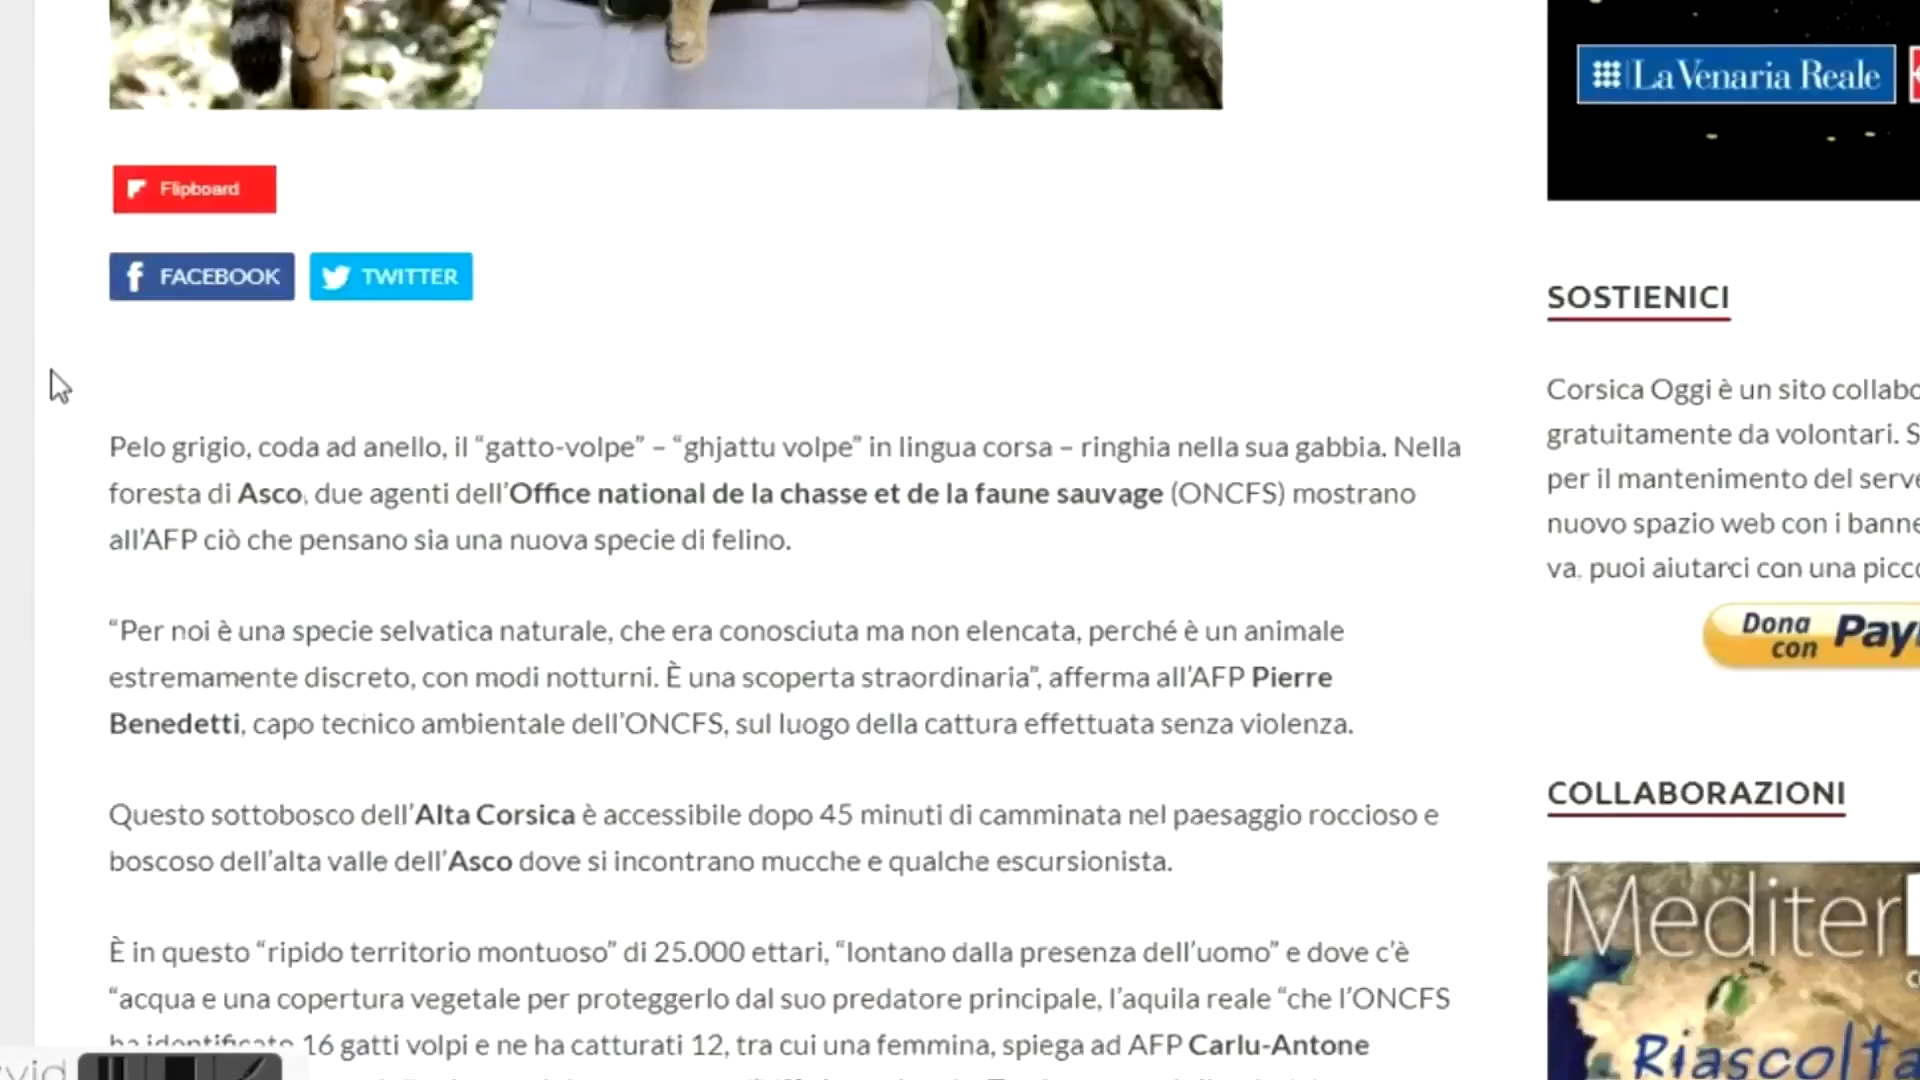 La Venaria Reale
Flipboard
FACEBOOK
TWITTER
Pelo grigio, coda ad anello, il “gatto-volpe” – “ghjattu volpe” in lingua corsa – ringhia nella sua gabbia. Nella
foresta di Asco, due agenti dell’Office national de la chasse et de la faune sauvage (ONCFS) mostrano
all’AFP ciò che pensano sia una nuova specie di felino.
“Per noi è una specie selvatica naturale, che era conosciuta ma non elencata, perché è un animale
estremamente discreto, con modi notturni. È una scoperta straordinaria”, afferma all’AFP Pierre
Benedetti, capo tecnico ambientale dell’ONCFS, sul luogo della cattura effettuata senza violenza.
Questo sottobosco dell’Alta Corsica è accessibile dopo 45 minuti di camminata nel paesaggio roccioso e
boscoso dell’alta valle dell’Asco dove si incontrano mucche e qualche escursionista.
È in questo “ripido territorio montuoso” di 25.000 ettari, “lontano dalla presenza dell’uomo” e dove c’è
“acqua e una copertura vegetale per proteggerlo dal suo predatore principale, l’aquila reale “che l’ONCFS
ha identificato 16 gatti volpi e ne ha catturati 12, tra cui una femmina, spiega ad AFP Carlu-Antone
SOSTIENICI
Corsica Oggi è un sito collabo
gratuitamente da volontari. S
per il mantenimento del serve
nuovo spazio web con i banne
va, puoi aiutarci con una picco
Dona
con
Pay
COLLABORAZIONI
Mediter
Riascolta